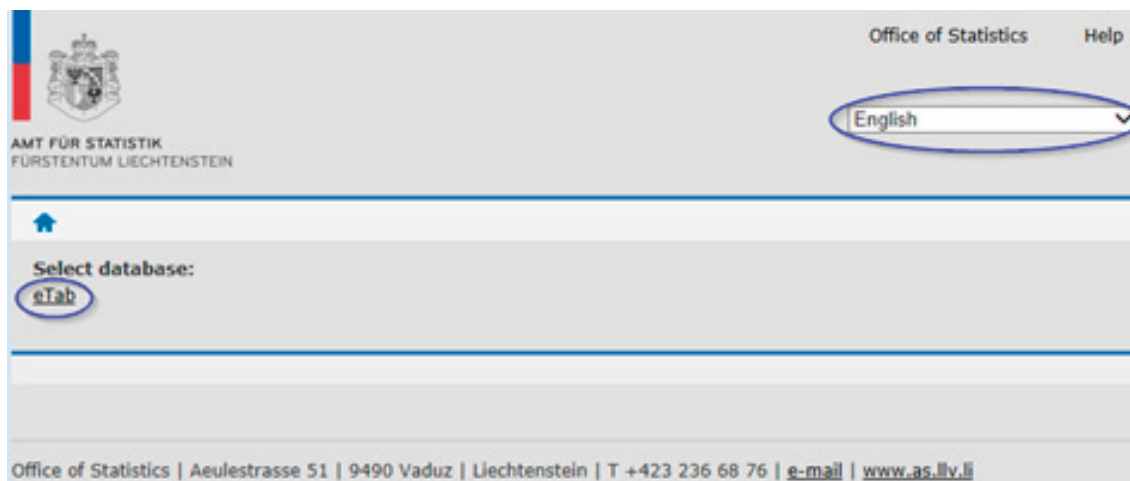 Office of Statistics Help
English
AMT FÜR STATISTIK
FÜRSTENTUM LIECHTENSTEIN
Select database:
eTab
Office of Statistics | Aeulestrasse 51 | 9490 Vaduz | Liechtenstein | T +423 236 68 76 | e-mail | www.as.llv.li